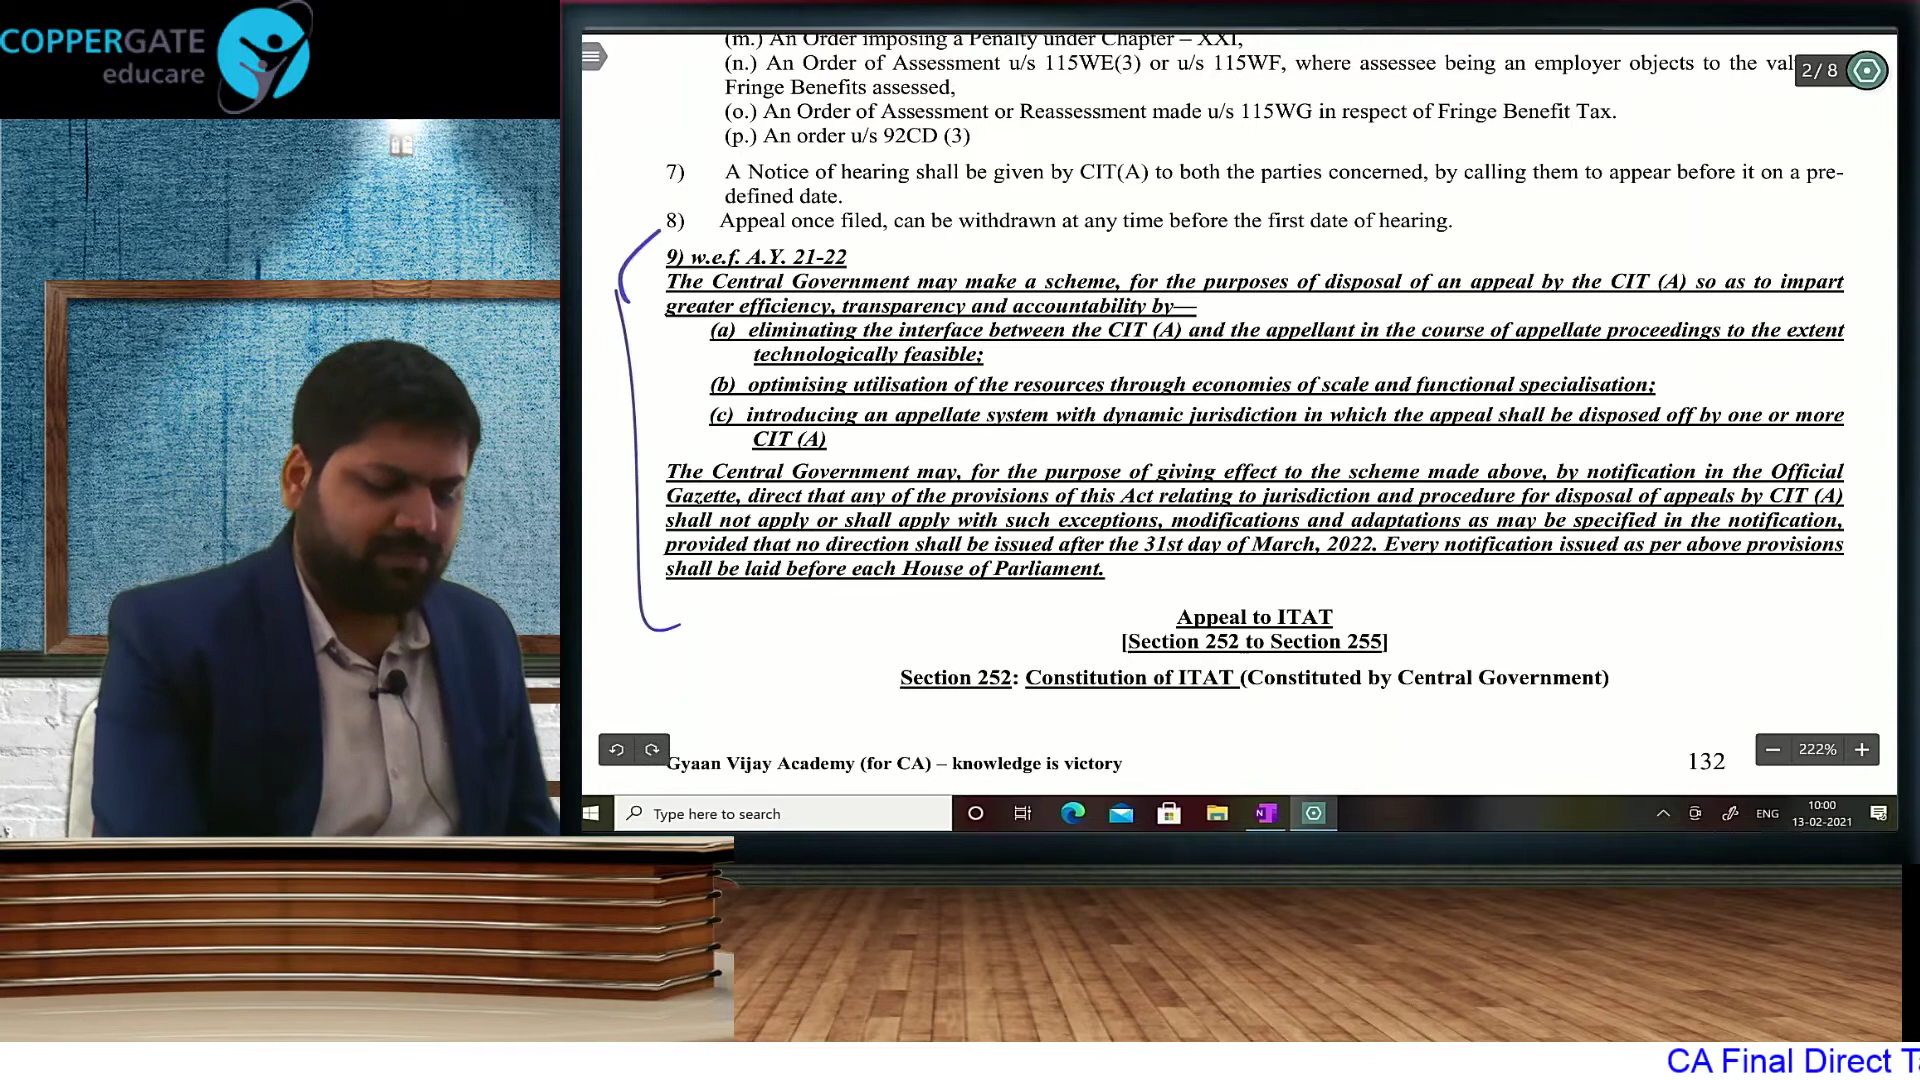 COPPERGATE
educare
(m.) An Order imposing a Penalty under Chapter – XXI,
(n.) An Order of Assessment u/s 115WE(3) or u/s 115WF, where assessee being an employer objects to the val
Fringe Benefits assessed,
(o.) An Order of Assessment or Reassessment made u/s 115WG in respect of Fringe Benefit Tax.
(p.) An order u/s 92CD (3)
2/8
7) A Notice of hearing shall be given by CIT(A) to both the parties concerned, by calling them to appear before it on a pre-
defined date.
8) Appeal once filed, can be withdrawn at any time before the first date of hearing.
9) w.e.f. A.Y. 21-22
The Central Government may make a scheme, for the purposes of disposal of an appeal by the CIT (A) so as to impart
greater efficiency, transparency and accountability by—
(a) eliminating the interface between the CIT (A) and the appellant in the course of appellate proceedings to the extent
technologically feasible;
(b) optimising utilisation of the resources through economies of scale and functional specialisation;
(c) introducing an appellate system with dynamic jurisdiction in which the appeal shall be disposed off by one or more
CIT (A)
The Central Government may, for the purpose of giving effect to the scheme made above, by notification in the Official
Gazette, direct that any of the provisions of this Act relating to jurisdiction and procedure for disposal of appeals by CIT (A)
shall not apply or shall apply with such exceptions, modifications and adaptations as may be specified in the notification,
provided that no direction shall be issued after the 31st day of March, 2022. Every notification issued as per above provisions
shall be laid before each House of Parliament.
Appeal to ITAT
[Section 252 to Section 255]
Section 252: Constitution of ITAT (Constituted by Central Government)
Gyaan Vijay Academy (for CA) – knowledge is victory
132
222%
Type here to search
ENG
10:00
13-02-2021
CA Final Direct T